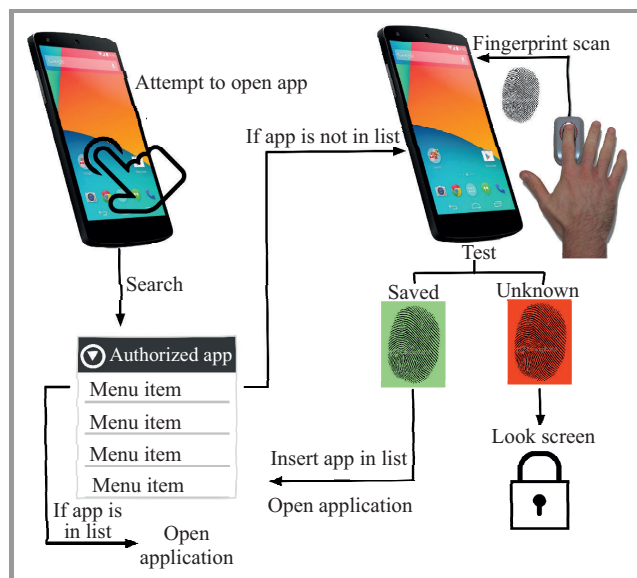 Attempt to open app
Fingerprint scan
If app is not in list
Search
Test
Saved
Unknown
Authorized app
Menu item
Menu item
Menu item
Menu item
If app is
in list
Open
application
Insert app in list
Open application
Look screen